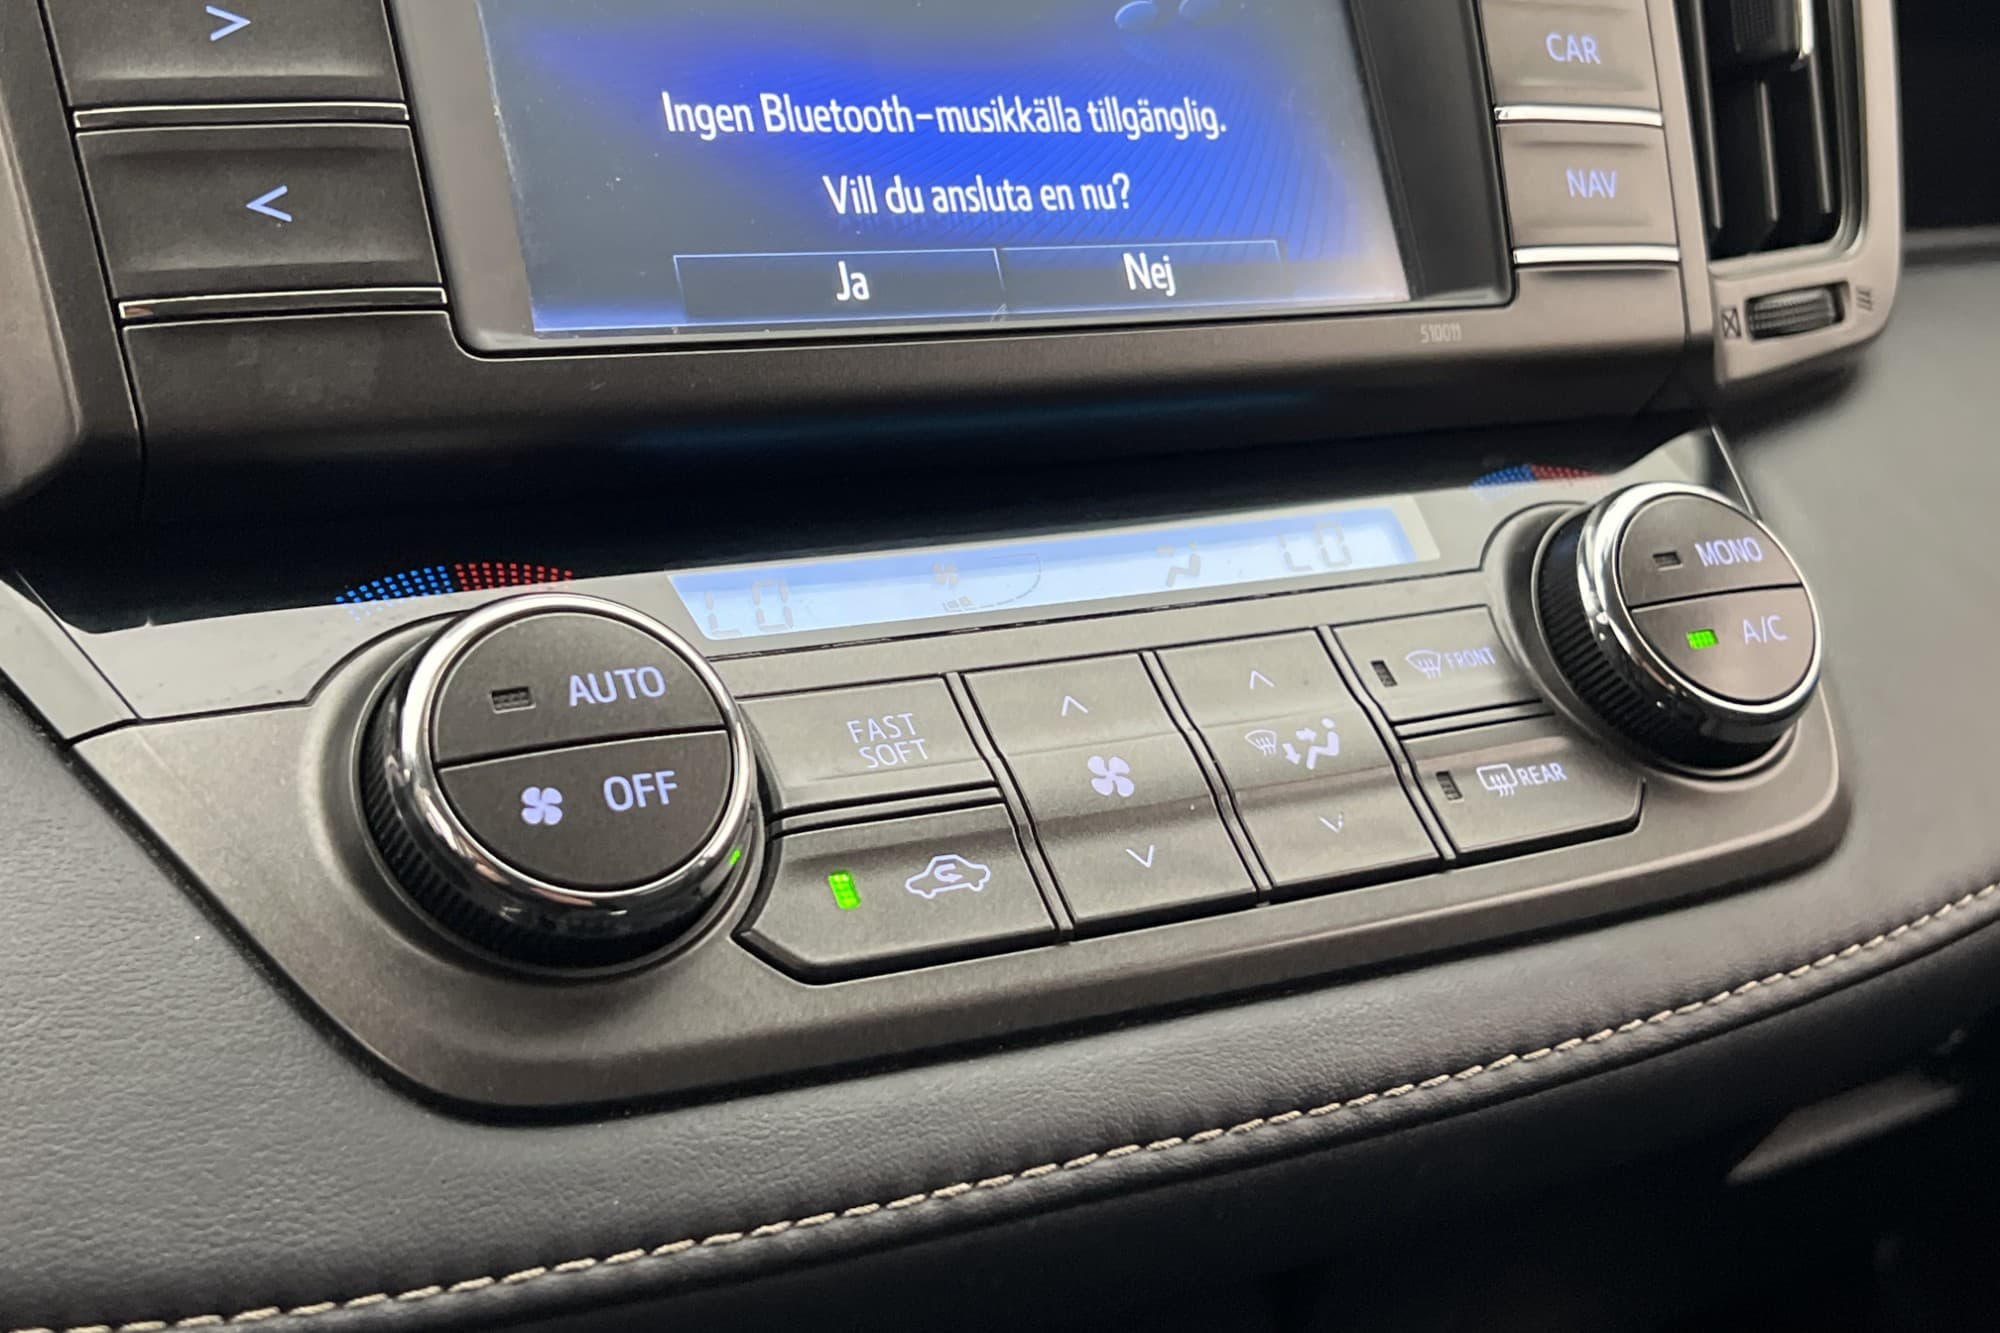 >
<
Ingen Bluetooth-musikkälla tillgänglig.
Vill du ansluta en nu?
Ja Nej
CAR
NAV
510011
LO LO
AUTO
OFF
FAST
SOFT
FRONT
REAR
MONO
A/C